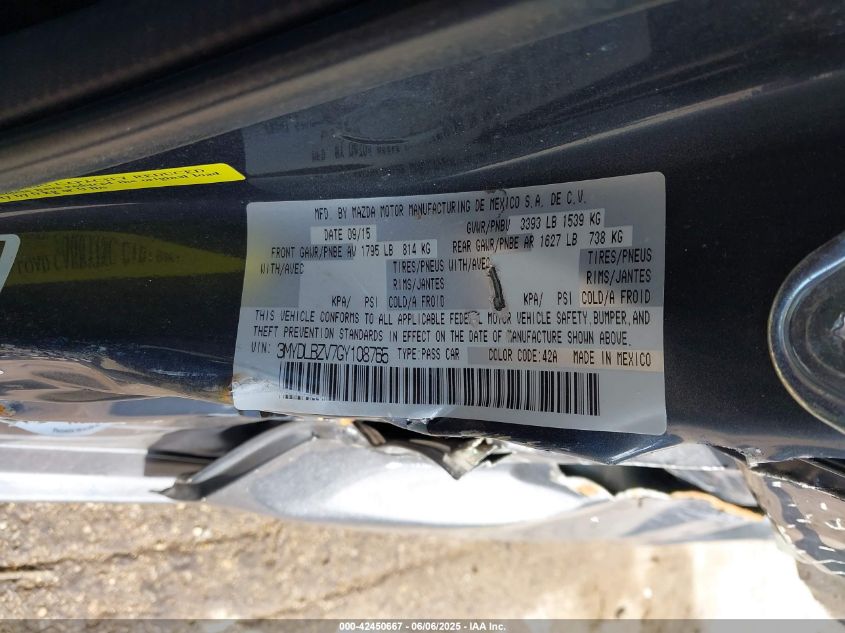 CAPACITY REDUCED
MFD. BY MAZDA MOTOR MANUFACTURING DE MEXICO S.A. DE C.V.
DATE 09/15 GVWR/PNBV 3393 LB 1539 KG
FRONT GAWR/PNBE AV 1795 LB 814 KG REAR GAWR/PNBE AR 1627 LB 738 KG
WITH/AVEC TIRES/PNEUS WITH/AVEC TIRES/PNEUS
RIMS/JANTES RIMS/JANTES
KPA/ PSI COLD/A FROID KPA/ PSI COLD/A FROID
THIS VEHICLE CONFORMS TO ALL APPLICABLE FEDERAL MOTOR VEHICLE SAFETY, BUMPER, AND
THEFT PREVENTION STANDARDS IN EFFECT ON THE DATE OF MANUFACTURE SHOWN ABOVE.
VIN: 3MYDLBZV7GY108765 TYPE:PASS CAR COLOR CODE:42A MADE IN MEXICO
000-42450667 - 06/06/2025 - IAA Inc.